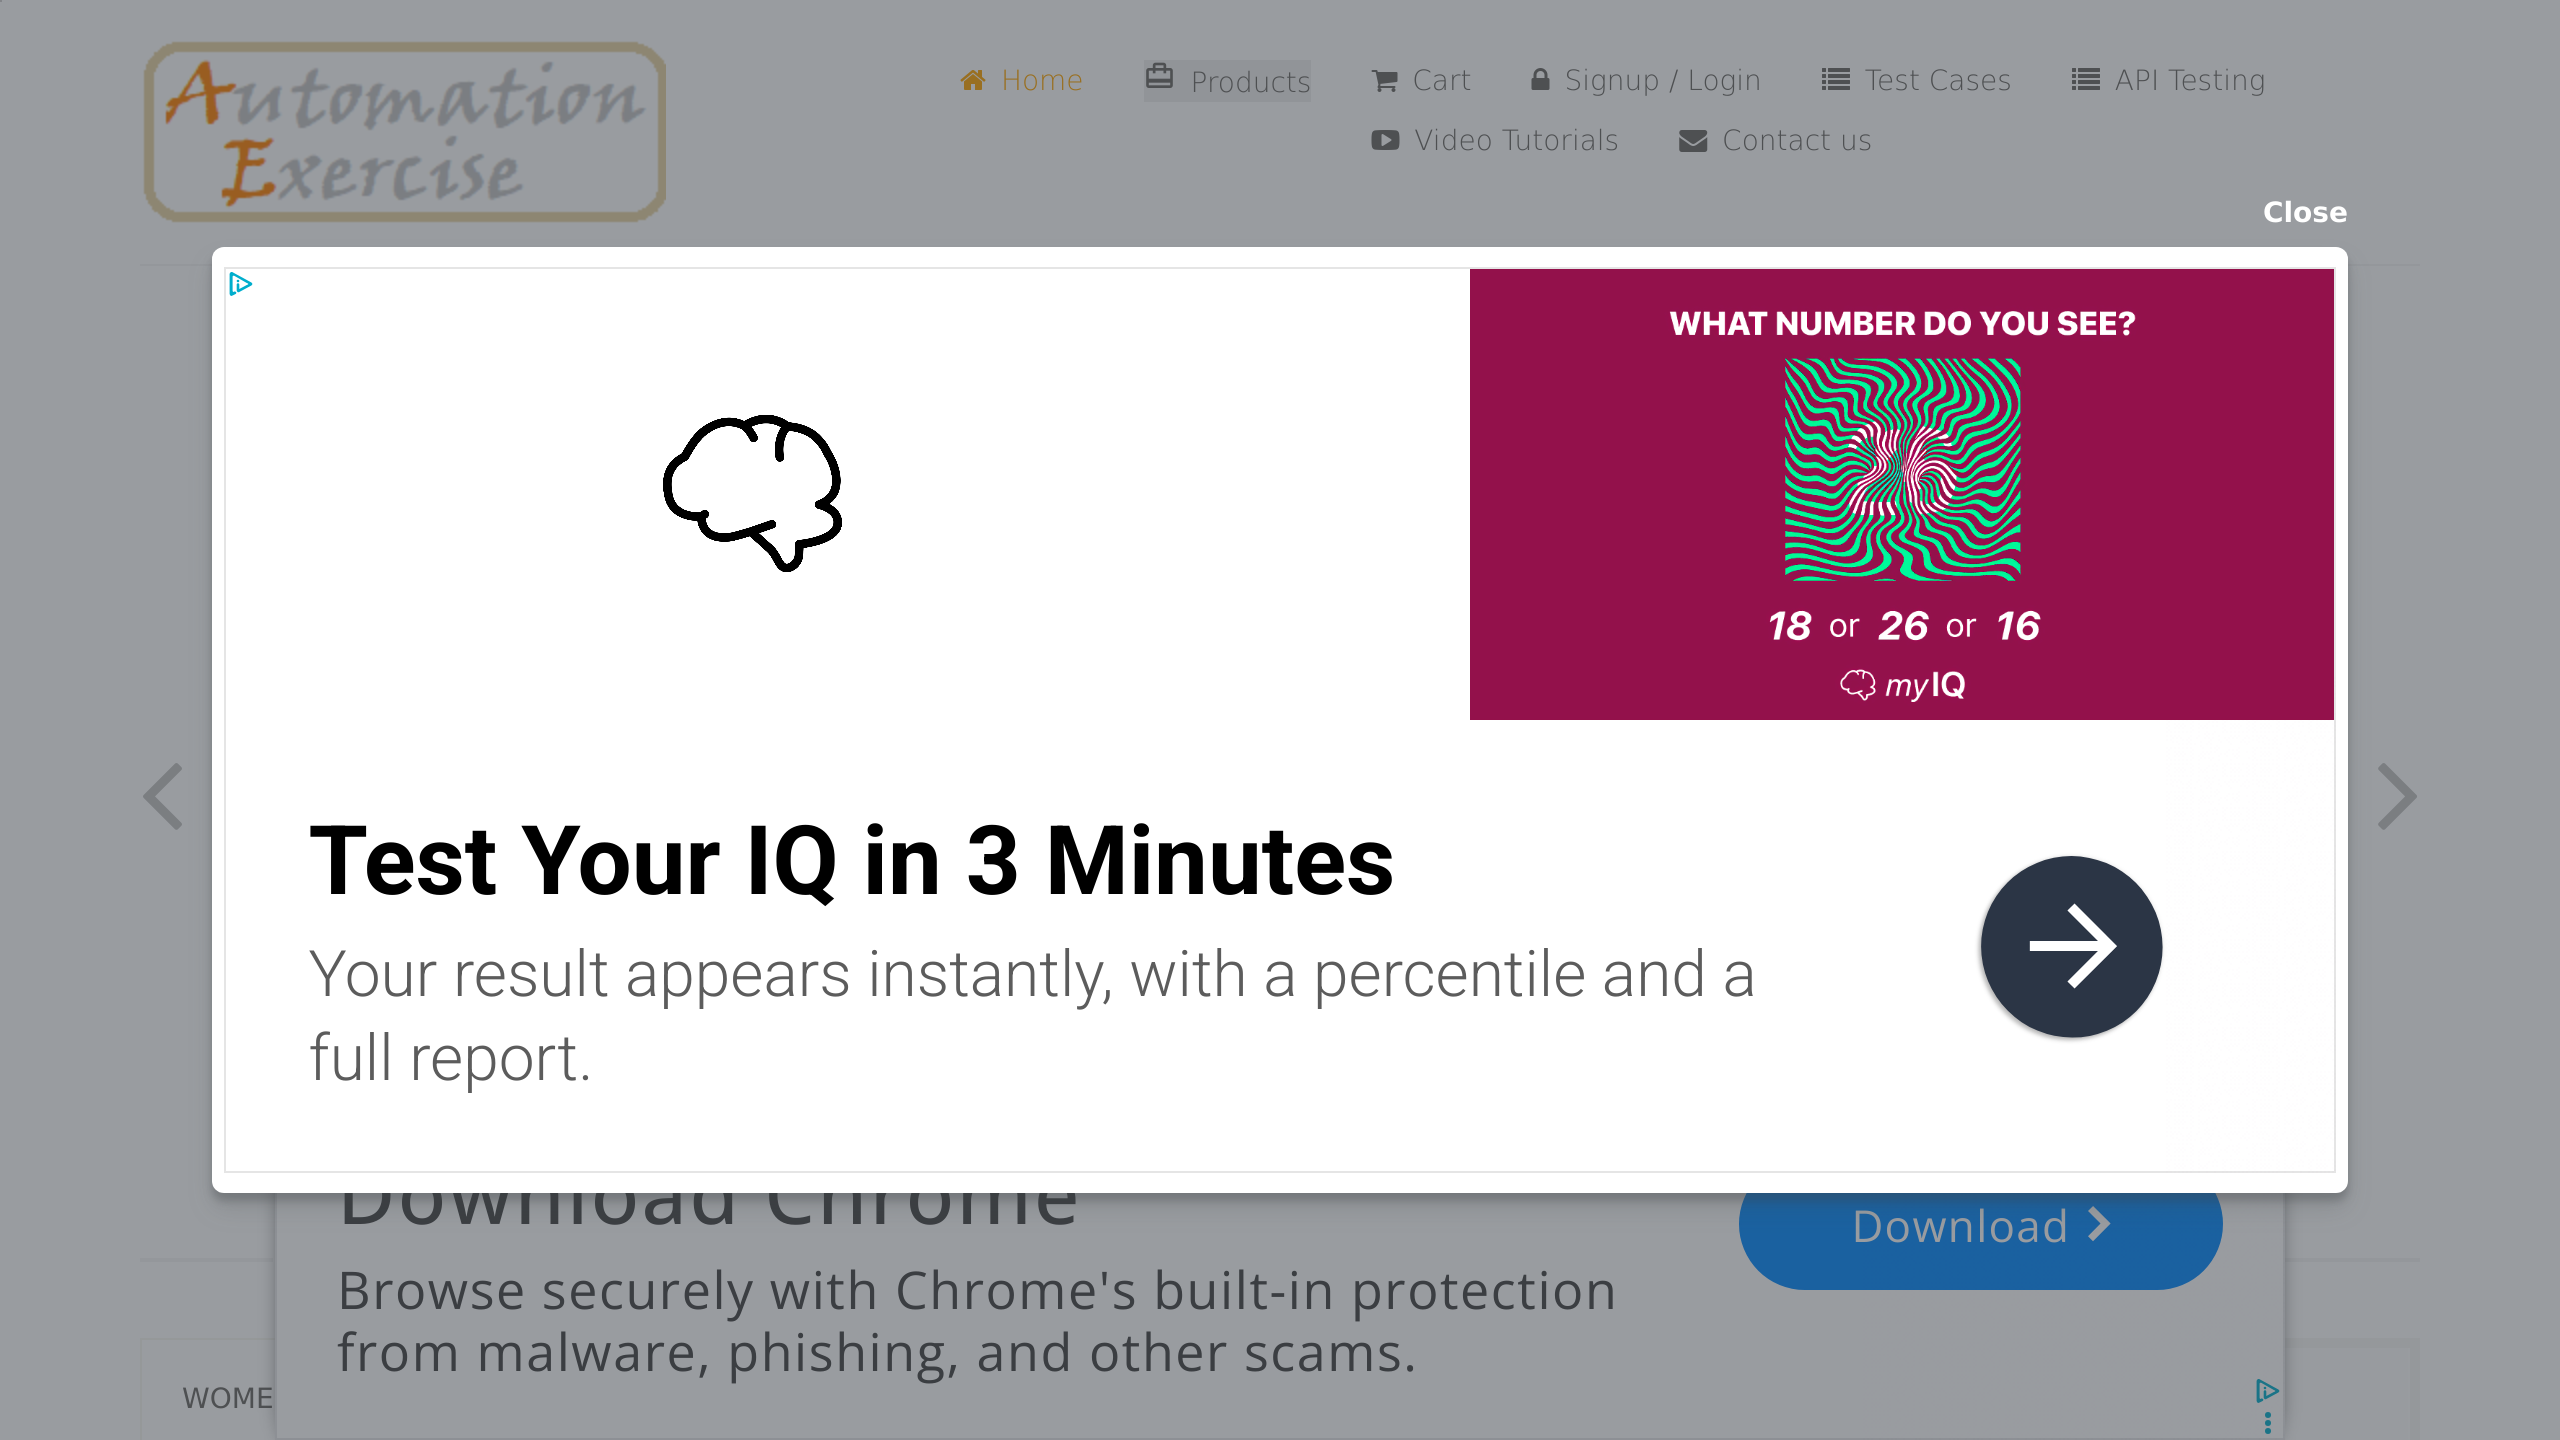 Automation
Exercise
Home
Products
Cart
Signup / Login
Test Cases
API Testing
Video Tutorials
Contact us
Close
WHAT NUMBER DO YOU SEE?
18 or 26 or 16
myIQ
Test Your IQ in 3 Minutes
Your result appears instantly, with a percentile and a
full report.
Download Chrome
Download
Browse securely with Chrome's built-in protection
from malware, phishing, and other scams.
WOME